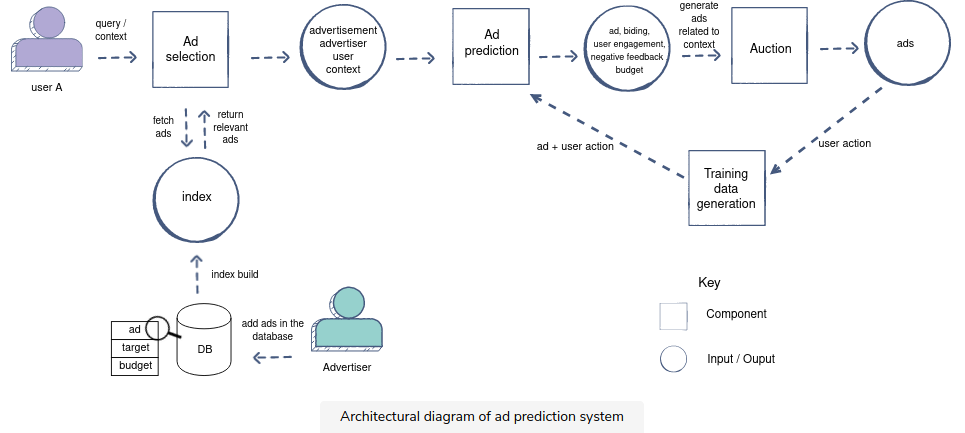 query /
context
user A
Ad
selection
advertisement
advertiser
user
context
Ad
prediction
ad, biding,
user engagement,
negative feedback
budget
generate
ads
related to
context
Auction
ads
fetch
ads
return
relevant
ads
index
ad + user action
user action
Training
data
generation
index build
ad
target
budget
DB
add ads in the
database
Advertiser
Key
Component
Input / Ouput
Architectural diagram of ad prediction system